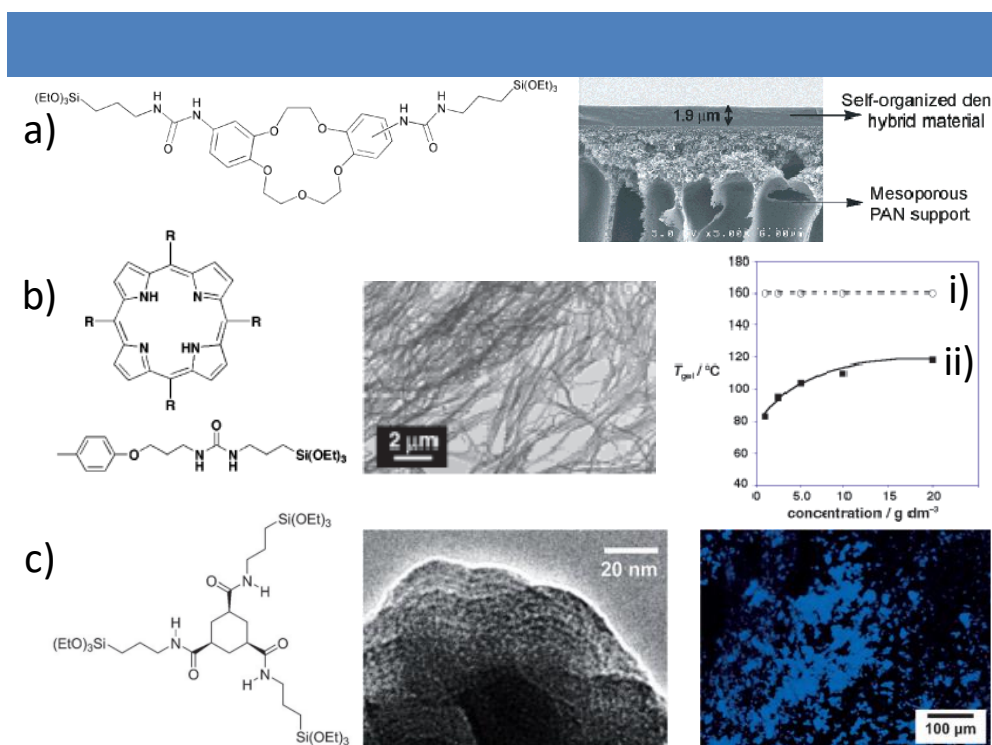 a)
(EtO)₃Si
H
N
H
N
O
O
O
O
O
O
H
N
H
N
O
Si(OEt)₃
1.9 µm
Self-organized den
hybrid material
Mesoporous
PAN support
b)
R
R
R
R
NH
N
N
HN
O
O
N
H
N
H
Si(OEt)₃
2 µm
180
160
140
120
100
80
60
40
T gel / °C
i)
ii)
0 5.0 10 20
concentration / g dm⁻³
c)
Si(OEt)₃
O
N
H
(EtO)₃Si
H
N
O
O
N
H
Si(OEt)₃
20 nm
100 µm